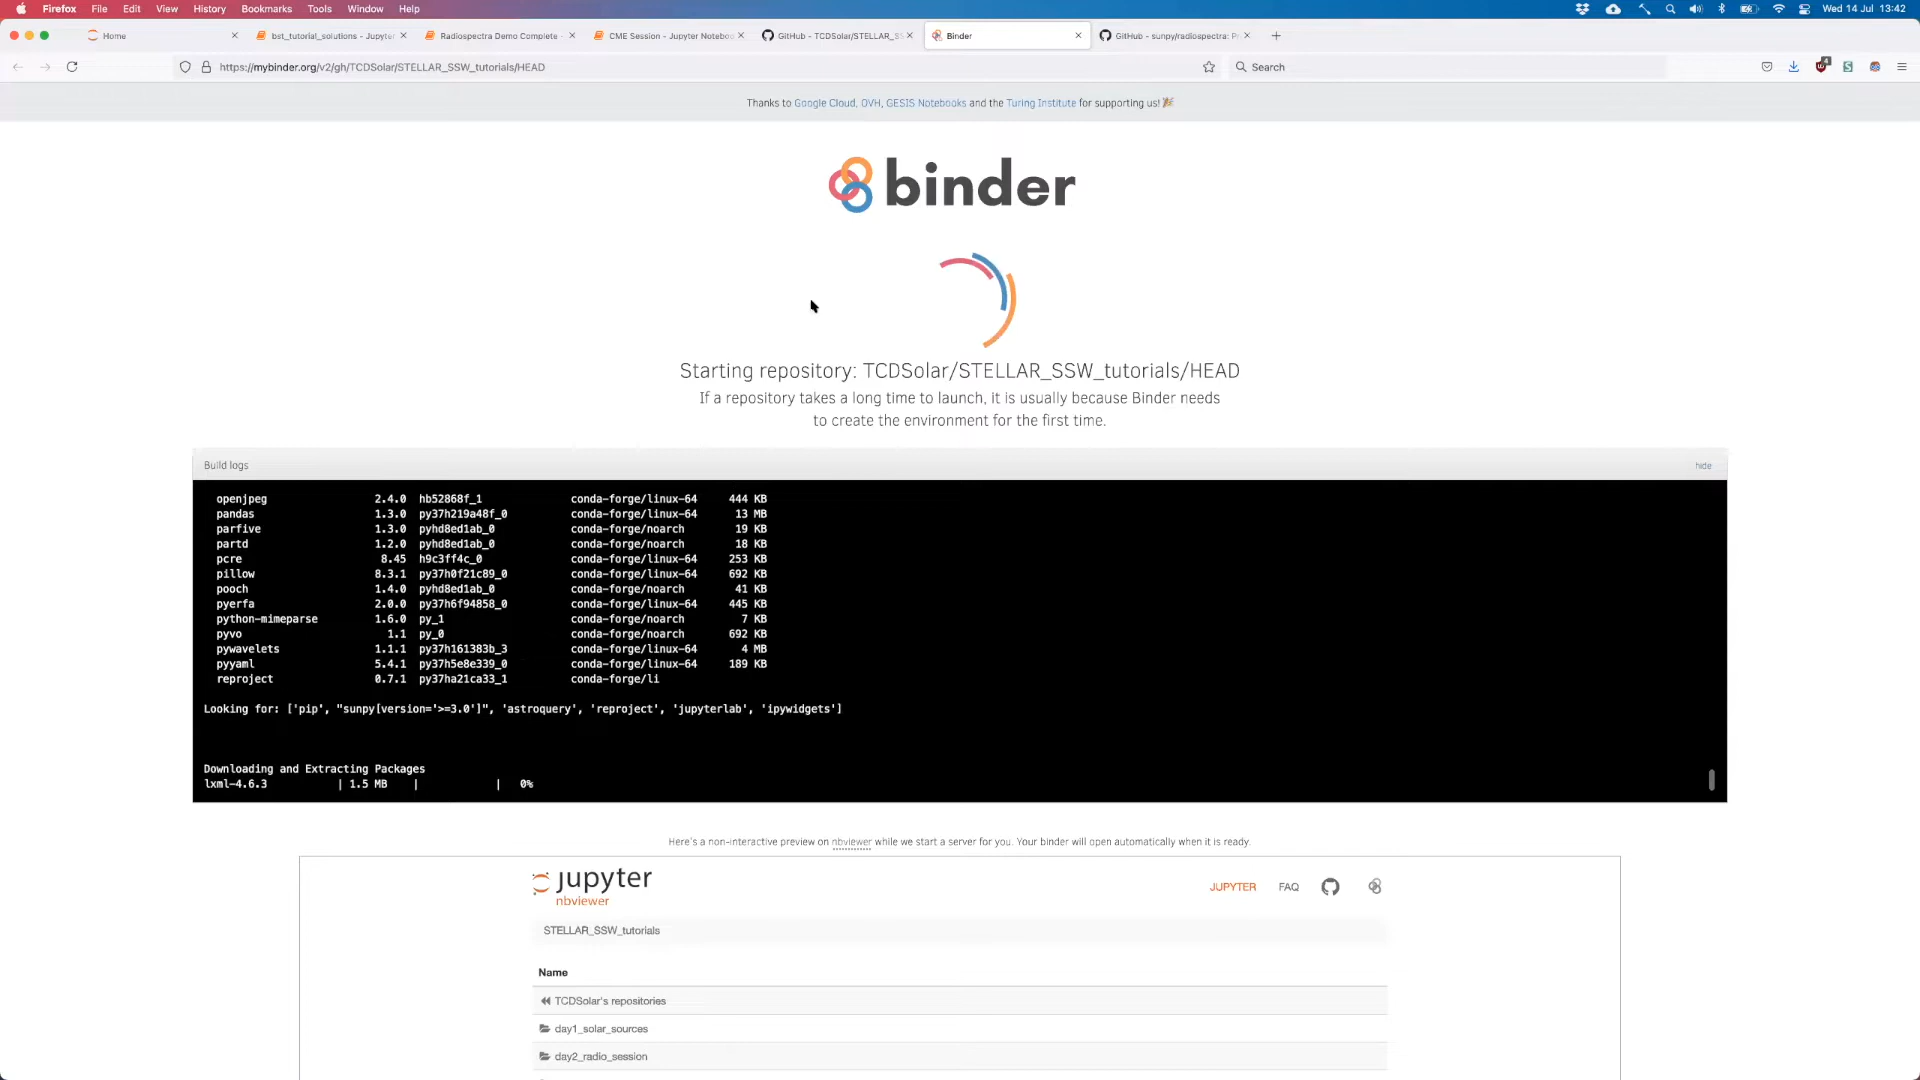 Firefox File Edit View History Bookmarks Tools Window Help Wed 14 Jul 13:42
Home bst_tutorial_solutions - Jupyter Radiospectra Demo Complete - CME Session - Jupyter Notebo GitHub - TCDSolar/STELLAR_S Binder GitHub - sunpy/radiospectra: P
https://mybinder.org/v2/gh/TCDSolar/STELLAR_SSW_tutorials/HEAD Search
Thanks to Google Cloud, OVH, GESIS Notebooks and the Turing Institute for supporting us! 🎉
binder
Starting repository: TCDSolar/STELLAR_SSW_tutorials/HEAD
If a repository takes a long time to launch, it is usually because Binder needs
to create the environment for the first time.
Build logs hide
openjpeg 2.4.0 hb52868f_1 conda-forge/linux-64 444 KB
pandas 1.3.0 py37h219a48f_0 conda-forge/linux-64 13 MB
parfive 1.3.0 pyhd8ed1ab_0 conda-forge/noarch 19 KB
partd 1.2.0 pyhd8ed1ab_0 conda-forge/noarch 18 KB
pcre 8.45 h9c3ff4c_0 conda-forge/linux-64 253 KB
pillow 8.3.1 py37h0f21c89_0 conda-forge/linux-64 692 KB
pooch 1.4.0 pyhd8ed1ab_0 conda-forge/noarch 41 KB
pyerfa 2.0.0 py37h6f94858_0 conda-forge/linux-64 445 KB
python-mimeparse 1.6.0 py_1 conda-forge/noarch 7 KB
pyvo 1.1 py_0 conda-forge/noarch 692 KB
pywavelets 1.1.1 py37h161383b_3 conda-forge/linux-64 4 MB
pyyaml 5.4.1 py37h5e8e339_0 conda-forge/linux-64 189 KB
reproject 0.7.1 py37ha21ca33_1 conda-forge/li
Looking for: ['pip', "sunpy[version='>=3.0']", 'astroquery', 'reproject', 'jupyterlab', 'ipywidgets']
Downloading and Extracting Packages
lxml-4.6.3 | 1.5 MB | | 0%
Here's a non-interactive preview on nbviewer while we start a server for you. Your binder will open automatically when it is ready.
jupyter
nbviewer
JUPYTER FAQ
STELLAR_SSW_tutorials
Name
TCDSolar's repositories
day1_solar_sources
day2_radio_session